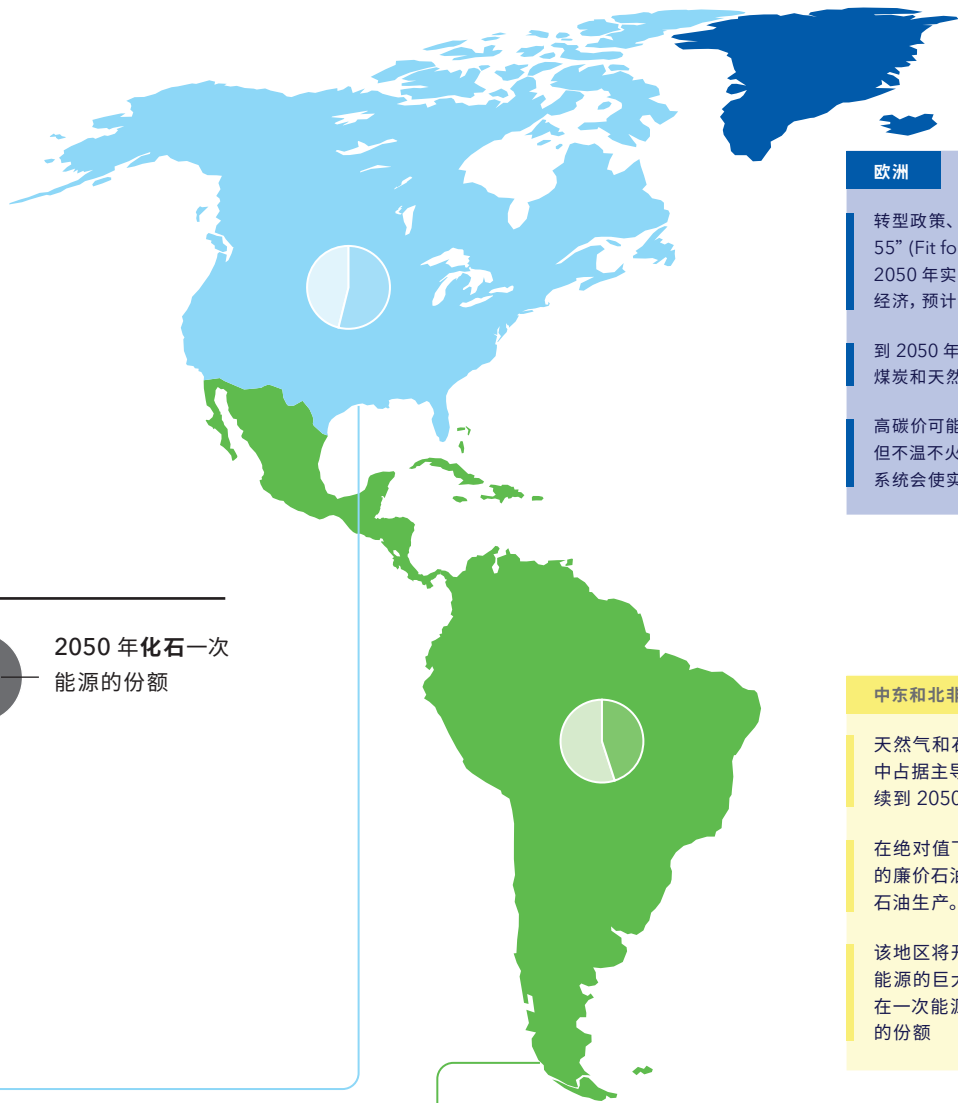 2050 年化石一次
能源的份额
欧洲
转型政策、
55” (Fit fo
2050 年实
经济，预计
到 2050 年
煤炭和天然
高碳价可能
但不温不火
系统会使实
中东和北非
天然气和石
中占据主导
续到 2050
在绝对值下
的廉价石油
石油生产。
该地区将开
能源的巨大
在一次能源
的份额